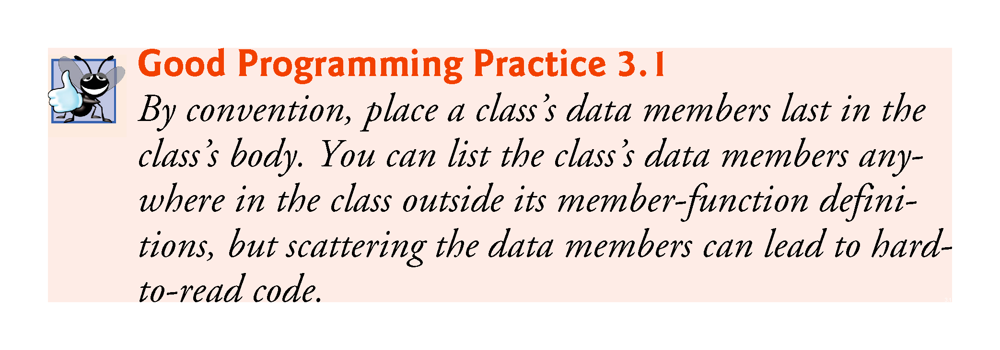 Good Programming Practice 3.1
By convention, place a class’s data members last in the
class’s body. You can list the class’s data members any-
where in the class outside its member-function defini-
tions, but scattering the data members can lead to hard-
to-read code.